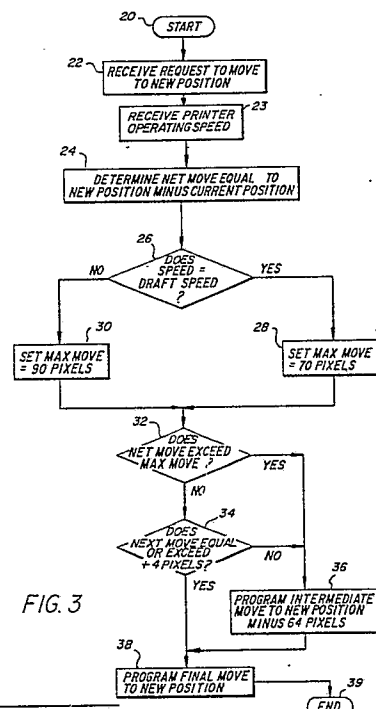 20
START
22
RECEIVE REQUEST TO MOVE
TO NEW POSITION
23
RECEIVE PRINTER
OPERATING SPEED
24
DETERMINE NET MOVE EQUAL TO
NEW POSITION MINUS CURRENT POSITION
26
DOES
SPEED =
DRAFT SPEED
?
NO
YES
30
SET MAX MOVE
= 90 PIXELS
28
SET MAX MOVE
= 70 PIXELS
32
DOES
NET MOVE EXCEED
MAX MOVE ?
YES
NO
34
DOES
NEXT MOVE EQUAL
OR EXCEED
+4 PIXELS?
NO
YES
36
PROGRAM INTERMEDIATE
MOVE TO NEW POSITION
MINUS 64 PIXELS
FIG. 3
38
PROGRAM FINAL MOVE
TO NEW POSITION
END
39